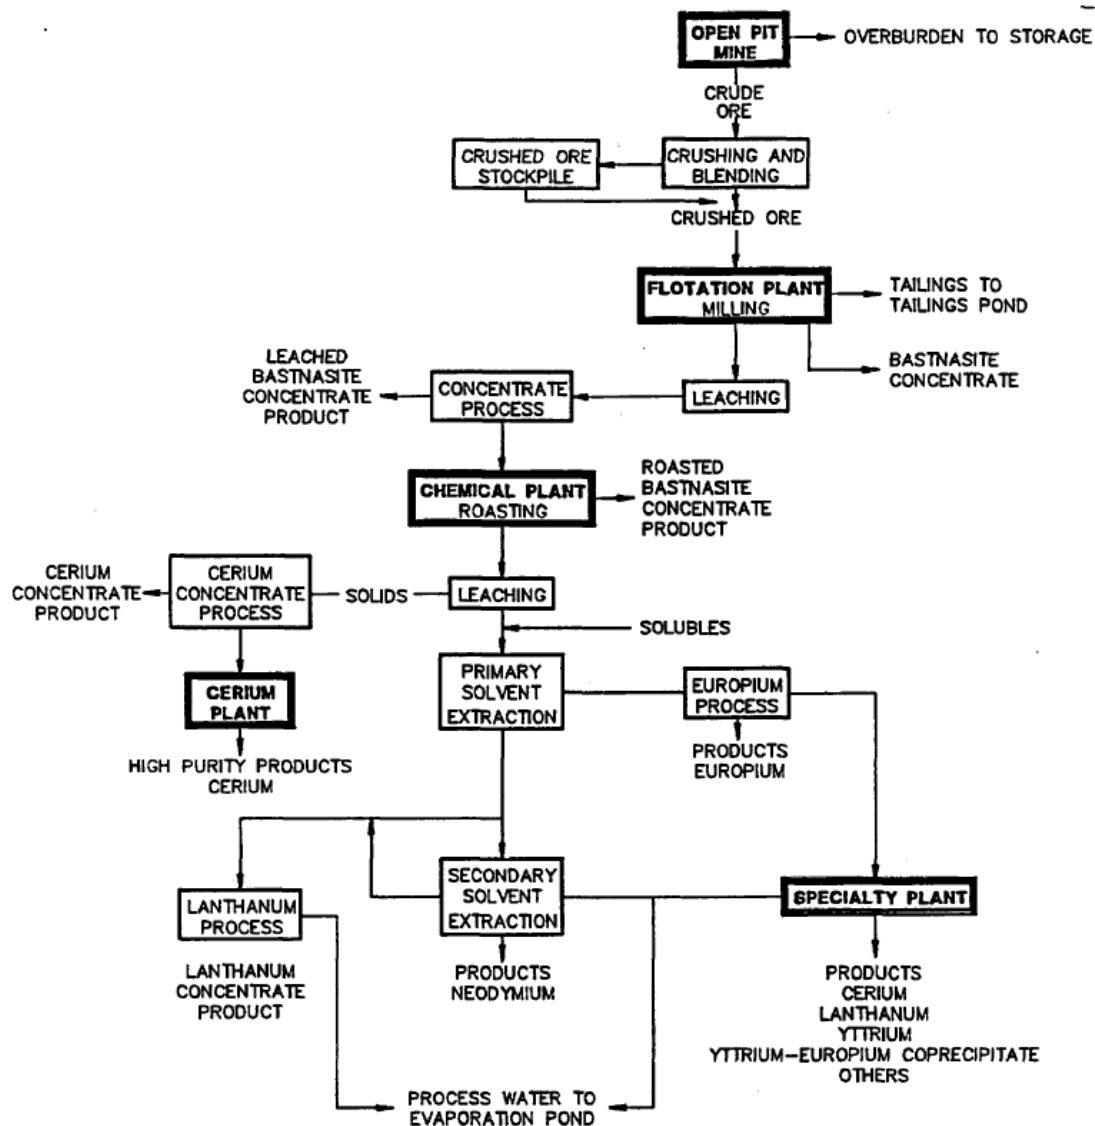 OPEN PIT
MINE
OVERBURDEN TO STORAGE
CRUDE
ORE
CRUSHED ORE
STOCKPILE
CRUSHING AND
BLENDING
CRUSHED ORE
FLOTATION PLANT
MILLING
TAILINGS TO
TAILINGS POND
BASTNASITE
CONCENTRATE
LEACHED
BASTNASITE
CONCENTRATE
PRODUCT
CONCENTRATE
PROCESS
LEACHING
CHEMICAL PLANT
ROASTING
ROASTED
BASTNASITE
CONCENTRATE
PRODUCT
CERIUM
CONCENTRATE
PRODUCT
CERIUM
CONCENTRATE
PROCESS
SOLIDS
LEACHING
SOLUBLES
CERIUM
PLANT
HIGH PURITY PRODUCTS
CERIUM
PRIMARY
SOLVENT
EXTRACTION
EUROPIUM
PROCESS
PRODUCTS
EUROPIUM
LANTHANUM
PROCESS
LANTHANUM
CONCENTRATE
PRODUCT
SECONDARY
SOLVENT
EXTRACTION
PRODUCTS
NEODYMIUM
SPECIALTY PLANT
PRODUCTS
CERIUM
LANTHANUM
YTTRIUM
YTTRIUM-EUROPIUM COPRECIPITATE
OTHERS
PROCESS WATER TO
EVAPORATION POND